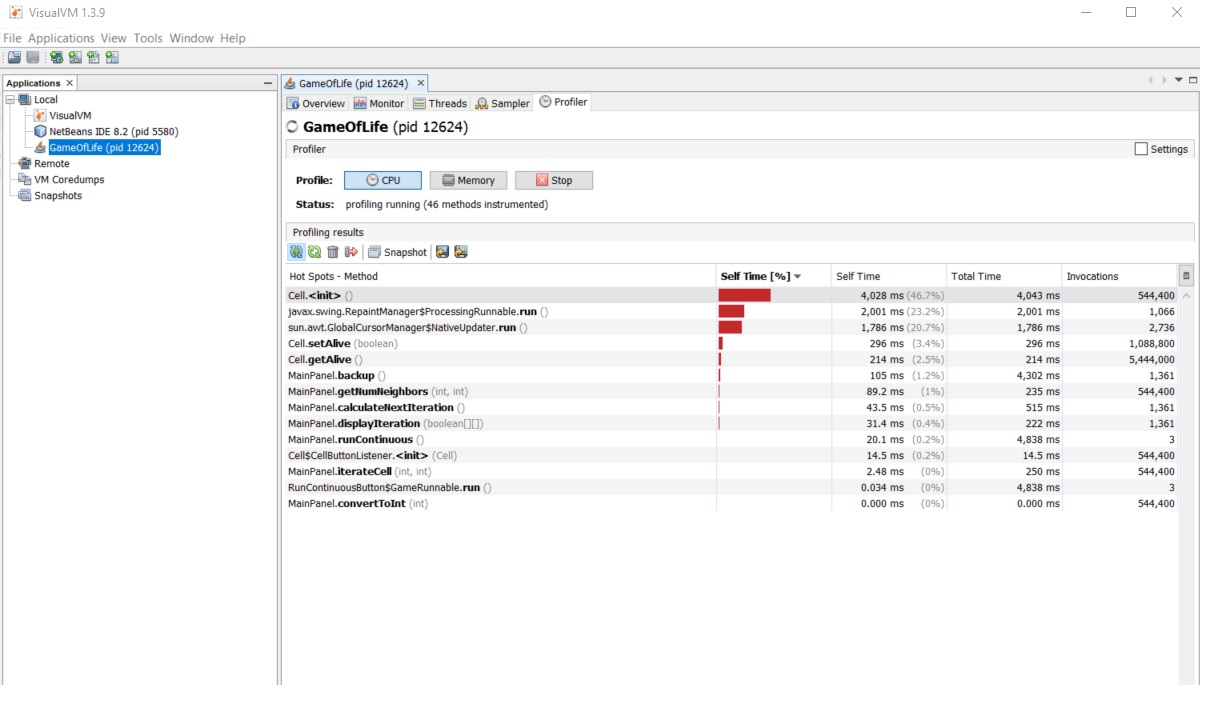 VisualVM 1.3.9
File Applications View Tools Window Help
Applications
Local
VisualVM
NetBeans IDE 8.2 (pid 5580)
GameOfLife (pid 12624)
Remote
VM Coredumps
Snapshots
GameOfLife (pid 12624)
Overview Monitor Threads Sampler Profiler
GameOfLife (pid 12624)
Profiler Settings
Profile: CPU Memory Stop
Status: profiling running (46 methods instrumented)
Profiling results
Snapshot
Hot Spots - Method Self Time [%] Self Time Total Time Invocations
Cell.<init> () 4,028 ms (46.7%) 4,043 ms 544,400
javax.swing.RepaintManager$ProcessingRunnable.run () 2,001 ms (23.2%) 2,001 ms 1,066
sun.awt.GlobalCursorManager$NativeUpdater.run () 1,786 ms (20.7%) 1,786 ms 2,736
Cell.setAlive (boolean) 296 ms (3.4%) 296 ms 1,088,800
Cell.getAlive () 214 ms (2.5%) 214 ms 5,444,000
MainPanel.backup () 105 ms (1.2%) 4,302 ms 1,361
MainPanel.getNumNeighbors (int, int) 89.2 ms (1%) 235 ms 544,400
MainPanel.calculateNextIteration () 43.5 ms (0.5%) 515 ms 1,361
MainPanel.displayIteration (boolean[][]) 31.4 ms (0.4%) 222 ms 1,361
MainPanel.runContinuous () 20.1 ms (0.2%) 4,838 ms 3
Cell$CellButtonListener.<init> (Cell) 14.5 ms (0.2%) 14.5 ms 544,400
MainPanel.iterateCell (int, int) 2.48 ms (0%) 250 ms 544,400
RunContinuousButton$GameRunnable.run () 0.034 ms (0%) 4,838 ms 3
MainPanel.convertToInt (int) 0.000 ms (0%) 0.000 ms 544,400